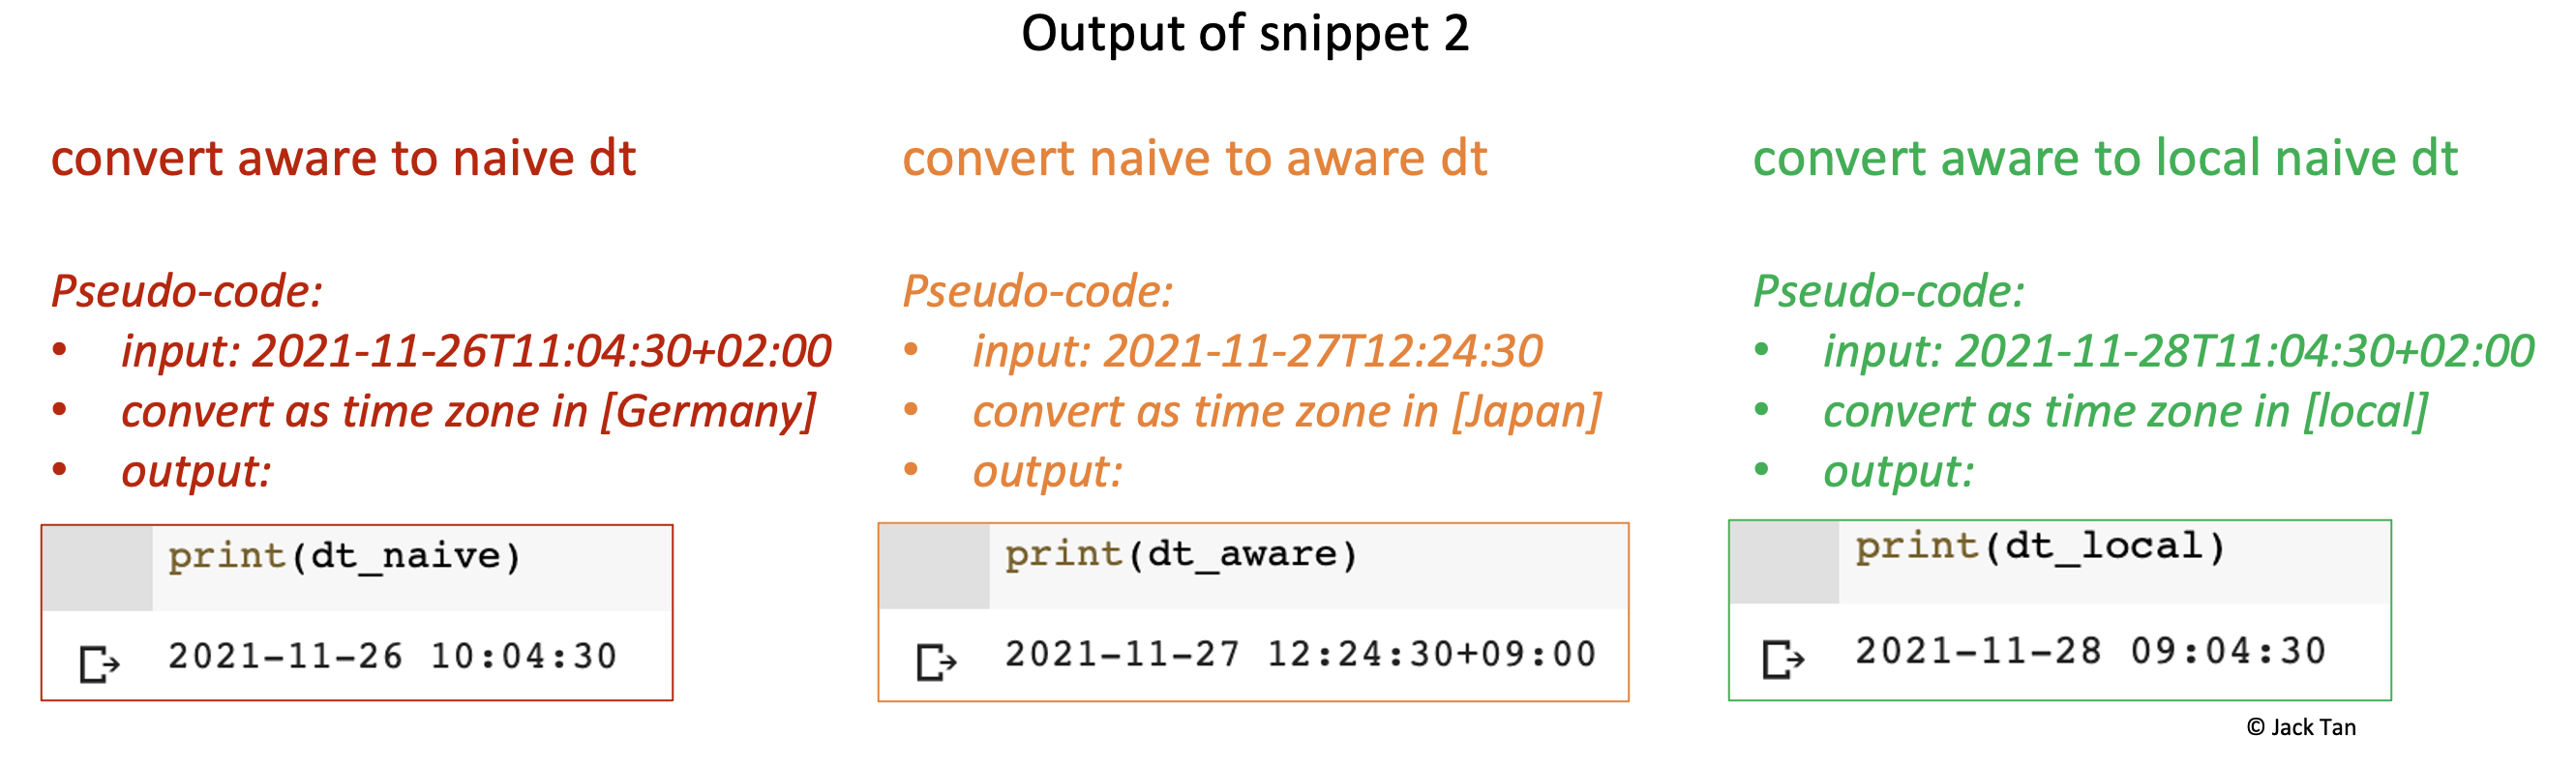 Output of snippet 2
convert aware to naive dt
Pseudo-code:
• input: 2021-11-26T11:04:30+02:00
• convert as time zone in [Germany]
• output:
print(dt_naive)
2021-11-26 10:04:30
convert naive to aware dt
Pseudo-code:
• input: 2021-11-27T12:24:30
• convert as time zone in [Japan]
• output:
print(dt_aware)
2021-11-27 12:24:30+09:00
convert aware to local naive dt
Pseudo-code:
• input: 2021-11-28T11:04:30+02:00
• convert as time zone in [local]
• output:
print(dt_local)
2021-11-28 09:04:30
© Jack Tan